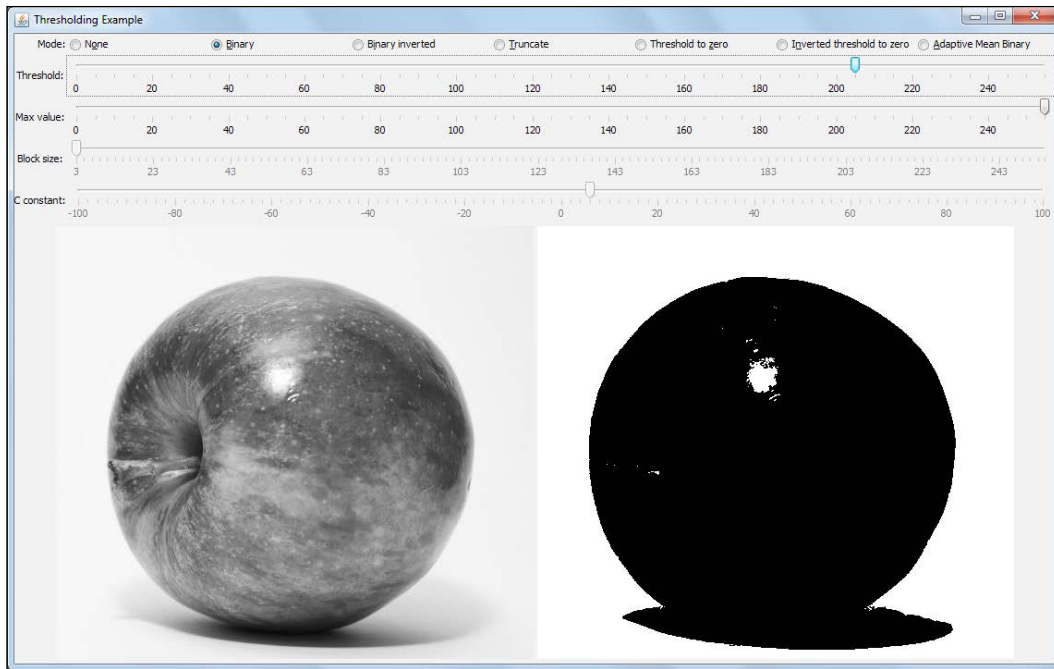 Thresholding Example
Mode: None Binary Binary inverted Truncate Threshold to zero Inverted threshold to zero Adaptive Mean Binary
Threshold:
0 20 40 60 80 100 120 140 160 180 200 220 240
Max value:
0 20 40 60 80 100 120 140 160 180 200 220 240
Block size:
3 23 43 63 83 103 123 143 163 183 203 223 243
C constant:
-100 -80 -60 -40 -20 0 20 40 60 80 100